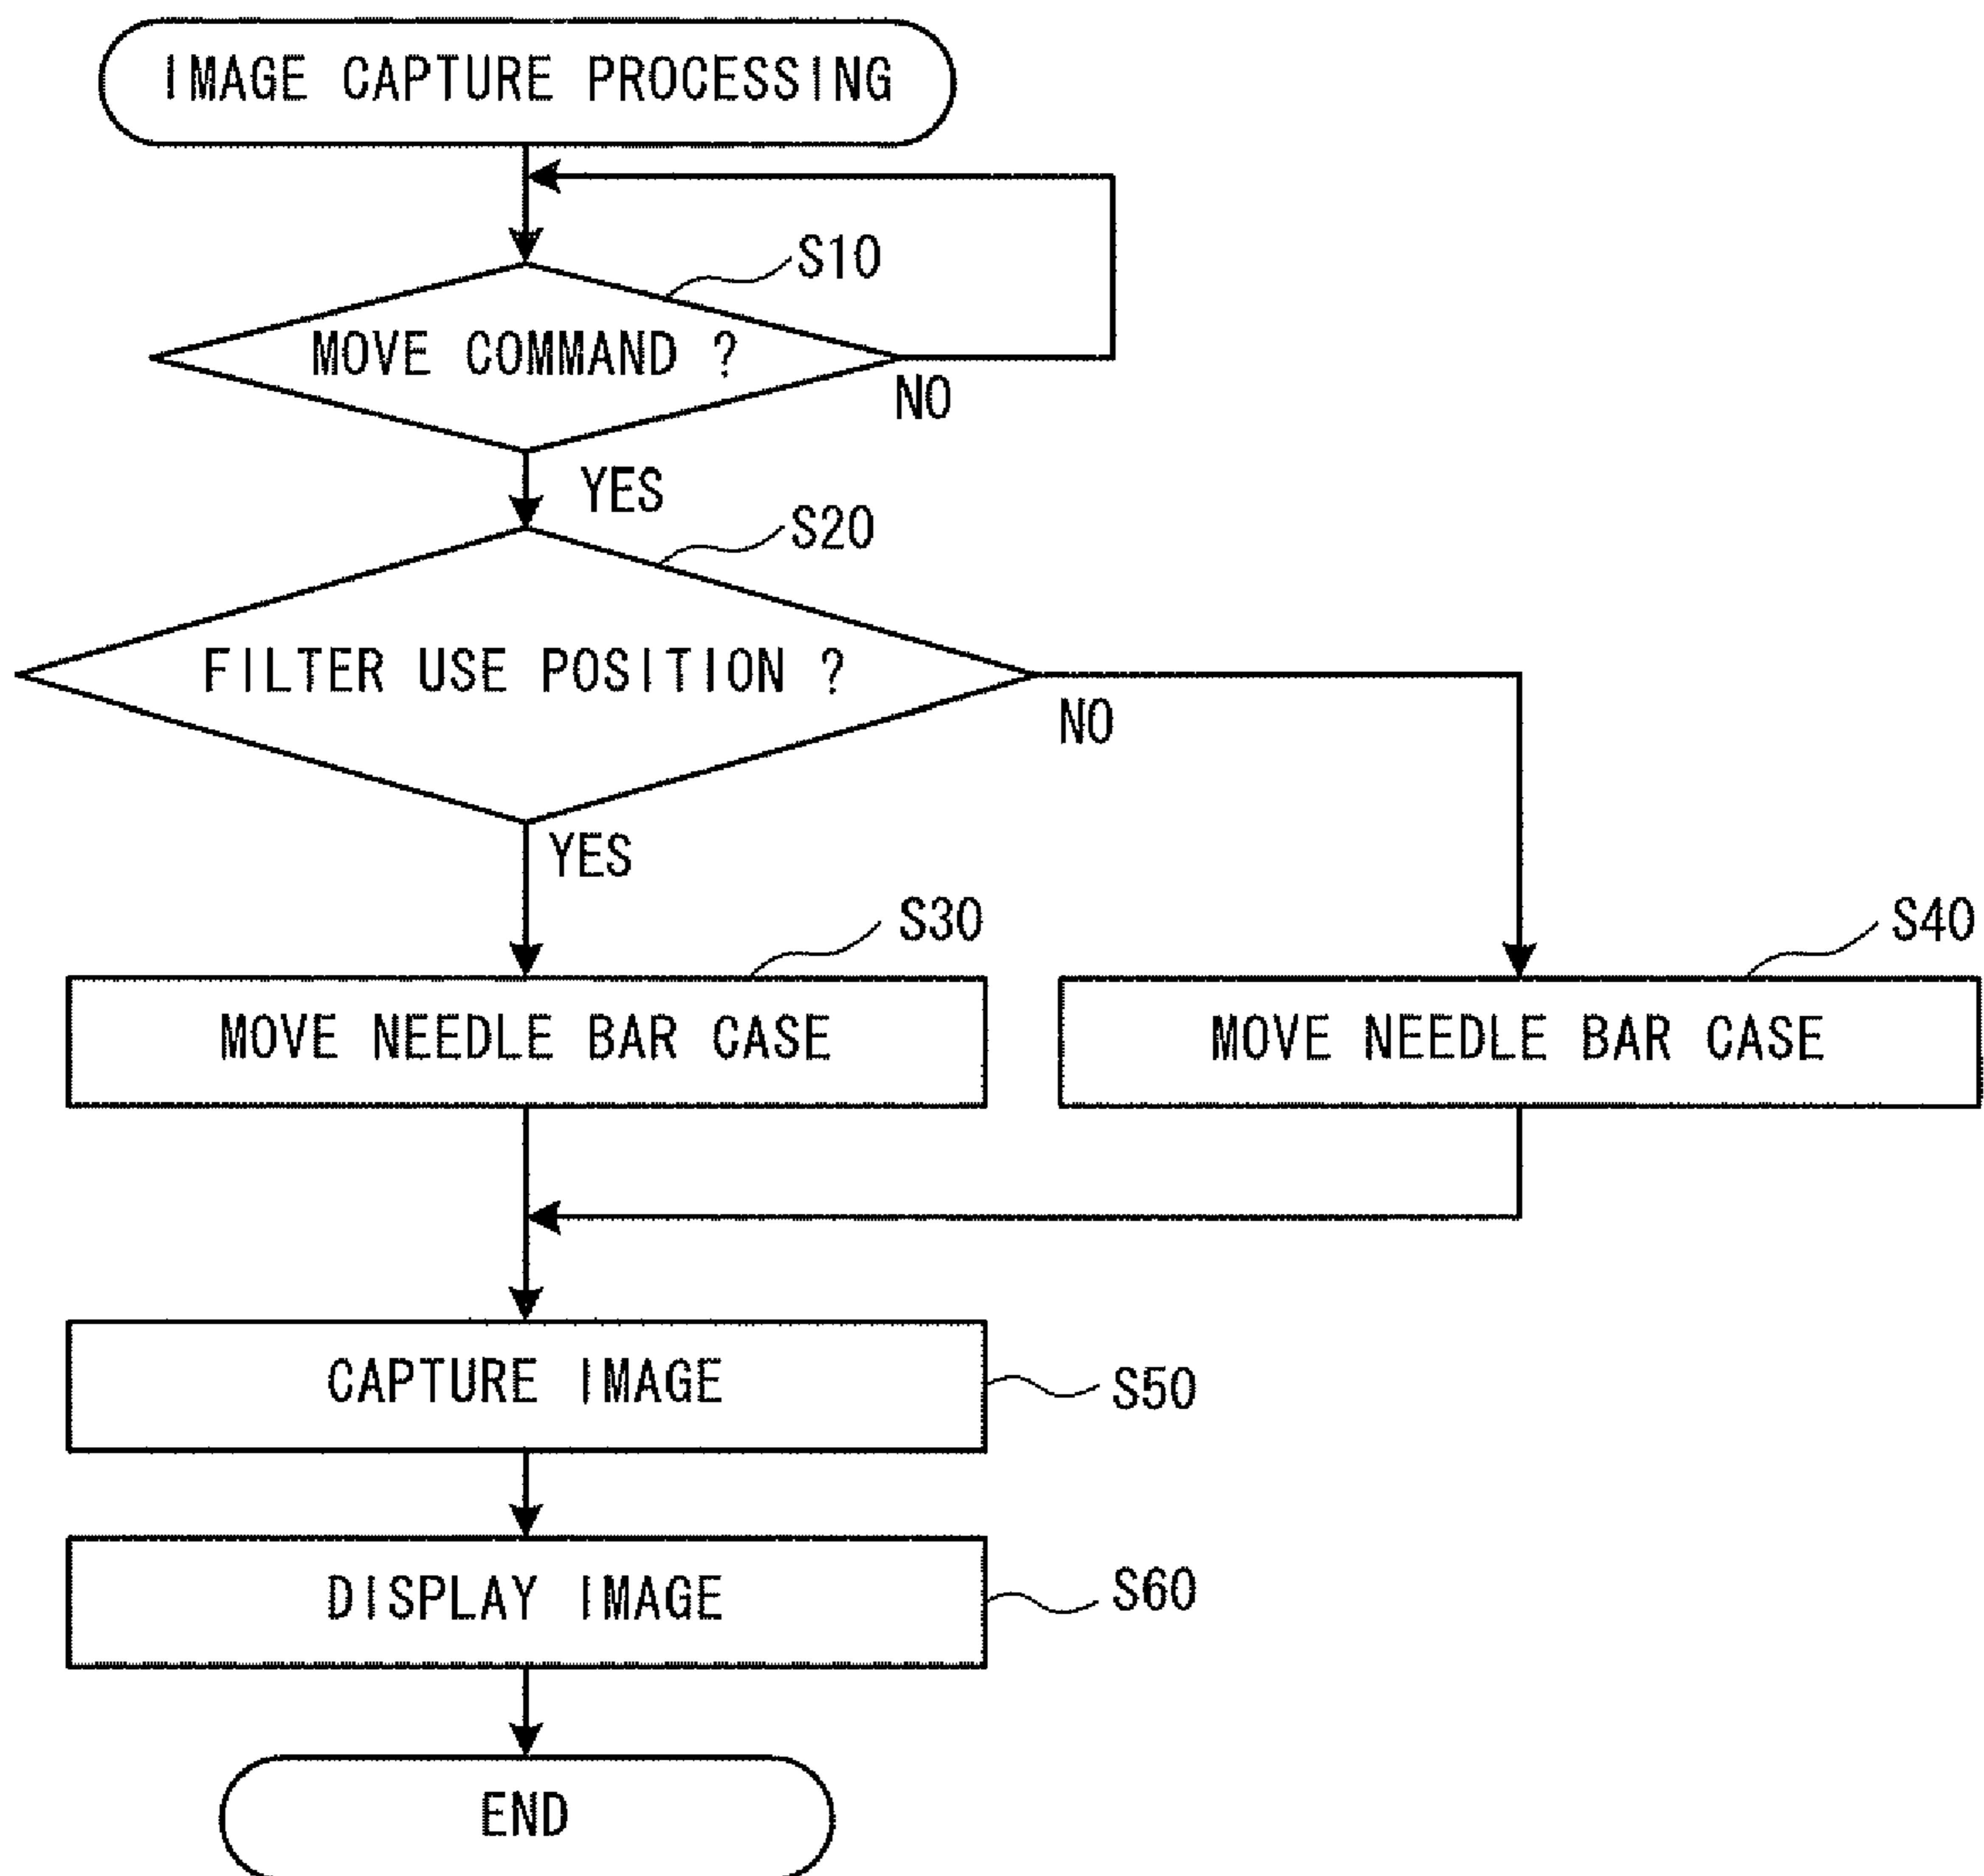 IMAGE CAPTURE PROCESSING
S10
MOVE COMMAND ?
NO
YES
S20
FILTER USE POSITION ?
NO
YES
S30
S40
MOVE NEEDLE BAR CASE
MOVE NEEDLE BAR CASE
CAPTURE IMAGE
S50
DISPLAY IMAGE
S60
END